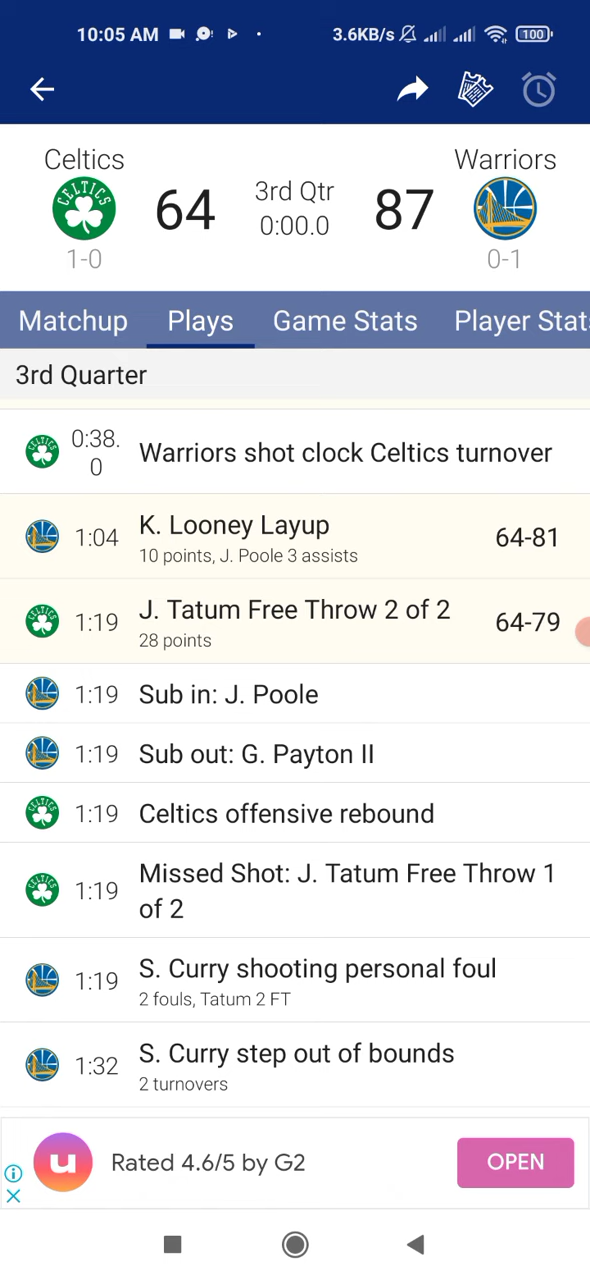 10:05 AM 3.6KB/s 100
Celtics Warriors
CELTICS
64 3rd Qtr 87
0:00.0
1-0 0-1
Matchup Plays Game Stats Player Stat
3rd Quarter
0:38.
0 Warriors shot clock Celtics turnover
1:04 K. Looney Layup 64-81
10 points, J. Poole 3 assists
1:19 J. Tatum Free Throw 2 of 2 64-79
28 points
1:19 Sub in: J. Poole
1:19 Sub out: G. Payton II
1:19 Celtics offensive rebound
1:19 Missed Shot: J. Tatum Free Throw 1
of 2
1:19 S. Curry shooting personal foul
2 fouls, Tatum 2 FT
1:32 S. Curry step out of bounds
2 turnovers
u Rated 4.6/5 by G2 OPEN